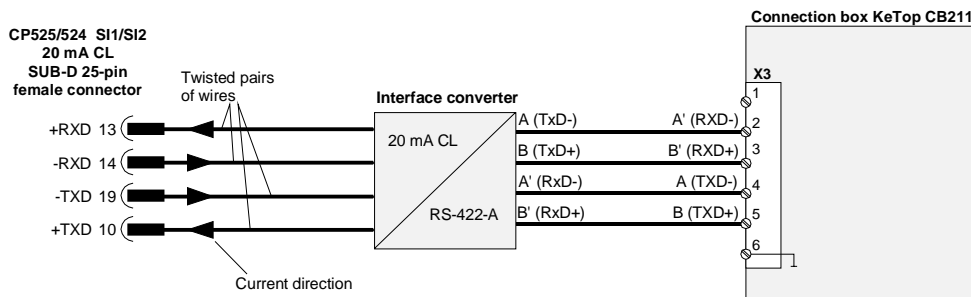 Connection box KeTop CB211
CP525/524 SI1/SI2
20 mA CL
SUB-D 25-pin
female connector
Twisted pairs
of wires
Interface converter
X3
1
+RXD 13
20 mA CL
A (TxD-)
A' (RXD-)
2
-RXD 14
B (TxD+)
B' (RXD+)
3
-TXD 19
A' (RxD-)
A (TXD-)
4
+TXD 10
RS-422-A
B' (RxD+)
B (TXD+)
5
6
Current direction